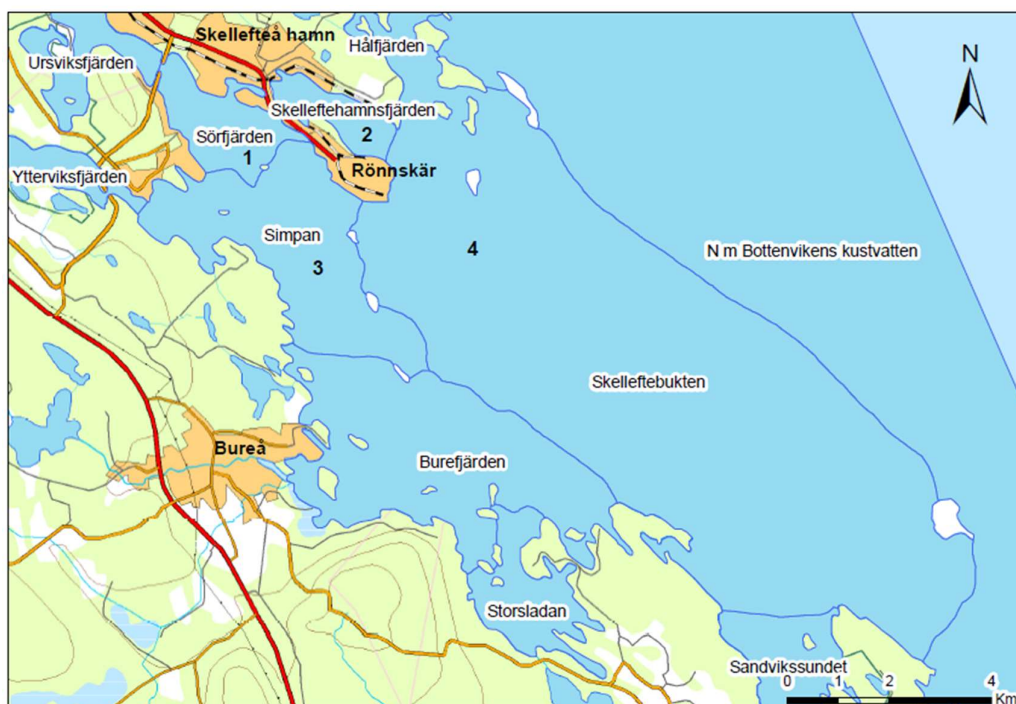 Skellefteå hamn
Hålfjärden
Ursviksfjärden
N
Skelleftehamnsfjärden
2
Sörfjärden
1
Rönnskär
Ytterviksfjärden
Simpan
3
4
N m Bottenvikens kustvatten
Skelleftebukten
Bureå
Burefjärden
Storsladan
Sandvikssundet
0 1 2 4
Km